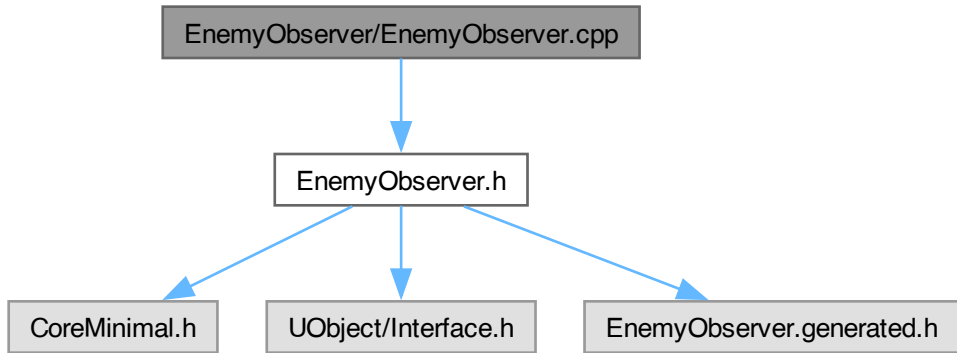 EnemyObserver/EnemyObserver.cpp
EnemyObserver.h
CoreMinimal.h
UObject/Interface.h
EnemyObserver.generated.h